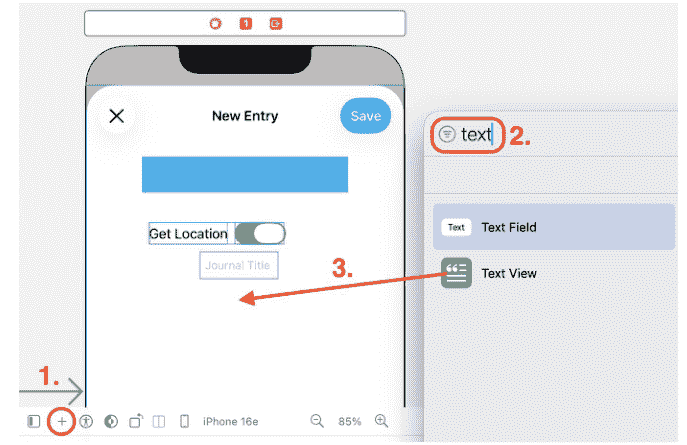 1
New Entry
Save
text
2.
Text
Text Field
Get Location
Journal Title
3.
Text View
1.
iPhone 16e
85%